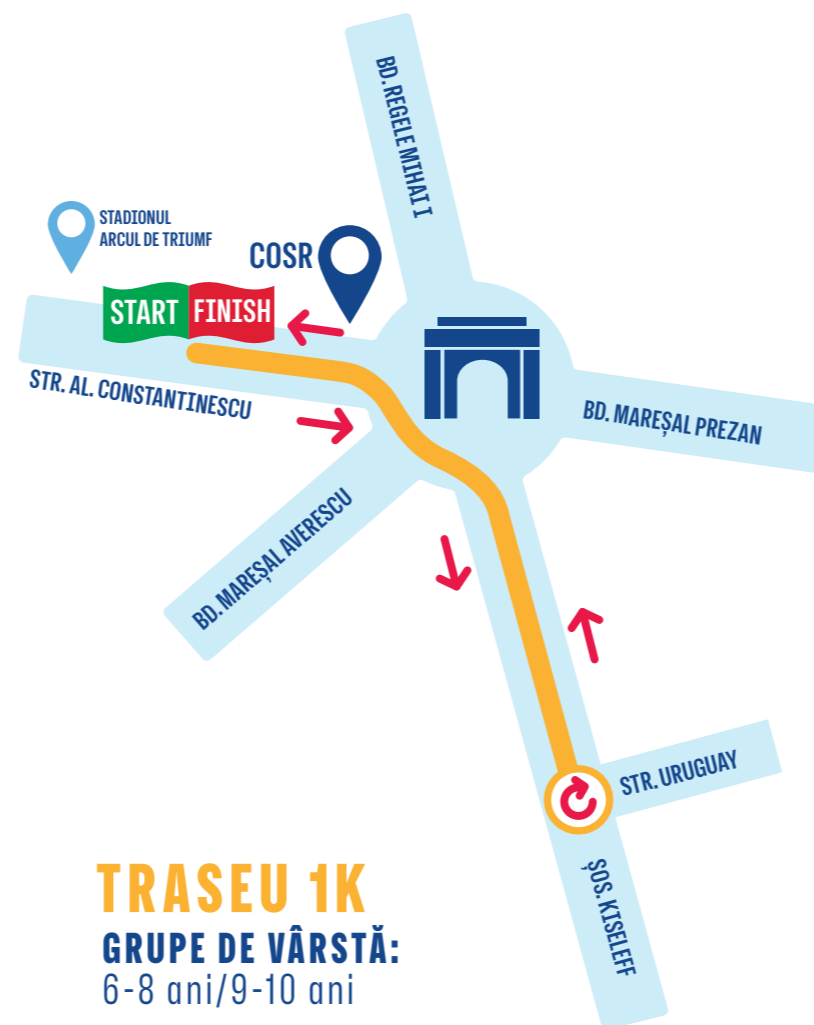 BD. REGELE MIHAI I
STADIONUL
ARCUL DE TRIUMF
COSR
START FINISH
STR. AL. CONSTANTINESCU
BD. MAREȘAL PREZAN
BD. MAREȘAL AVERESCU
STR. URUGUAY
ȘOS. KISELEFF
TRASEU 1K
GRUPE DE VÂRSTĂ:
6-8 ani/9-10 ani